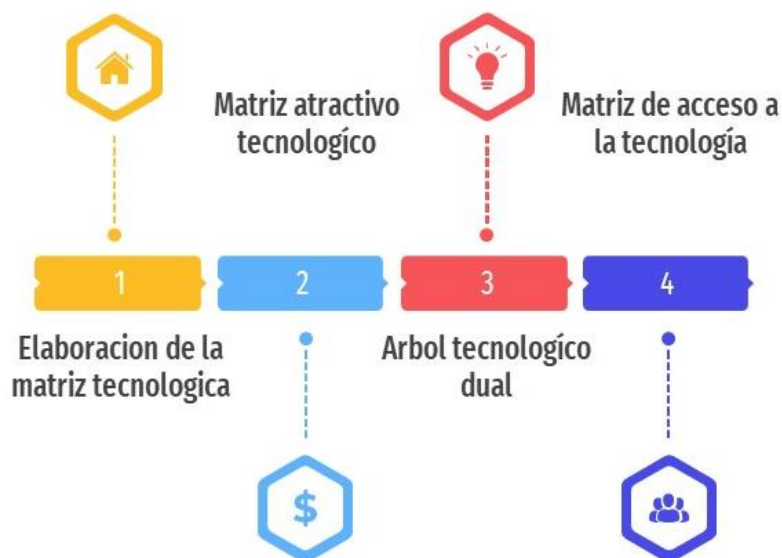 Matriz atractivo
tecnologíco
Matriz de acceso a
la tecnología
1
2
3
4
Elaboracion de la
matriz tecnologica
Arbol tecnologíco
dual
$